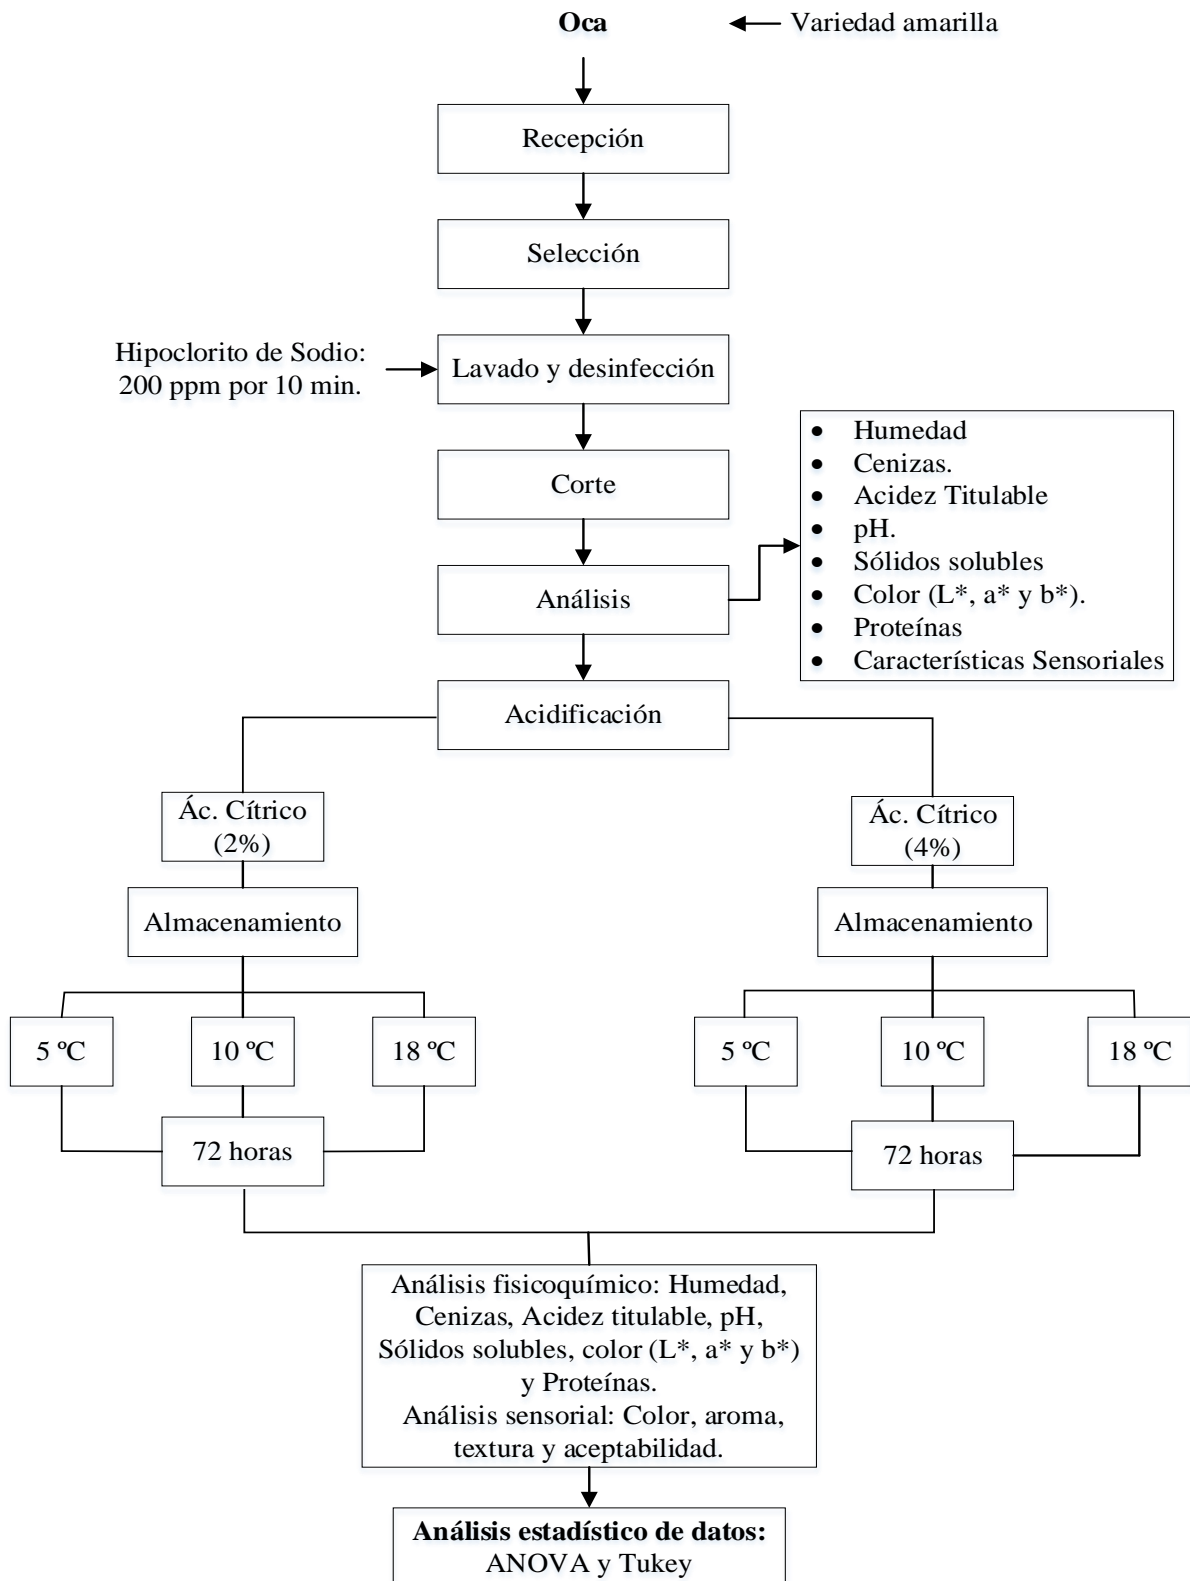 Oca
Variedad amarilla
Recepción
Selección
Hipoclorito de Sodio:
200 ppm por 10 min.
Lavado y desinfección
Corte
Análisis
• Humedad
• Cenizas.
• Acidez Titulable
• pH.
• Sólidos solubles
• Color (L*, a* y b*).
• Proteínas
• Características Sensoriales
Acidificación
Ác. Cítrico
(2%)
Ác. Cítrico
(4%)
Almacenamiento
Almacenamiento
5 ºC
10 ºC
18 ºC
5 ºC
10 ºC
18 ºC
72 horas
72 horas
Análisis fisicoquímico: Humedad,
Cenizas, Acidez titulable, pH,
Sólidos solubles, color (L*, a* y b*)
y Proteínas.
Análisis sensorial: Color, aroma,
textura y aceptabilidad.
Análisis estadístico de datos:
ANOVA y Tukey